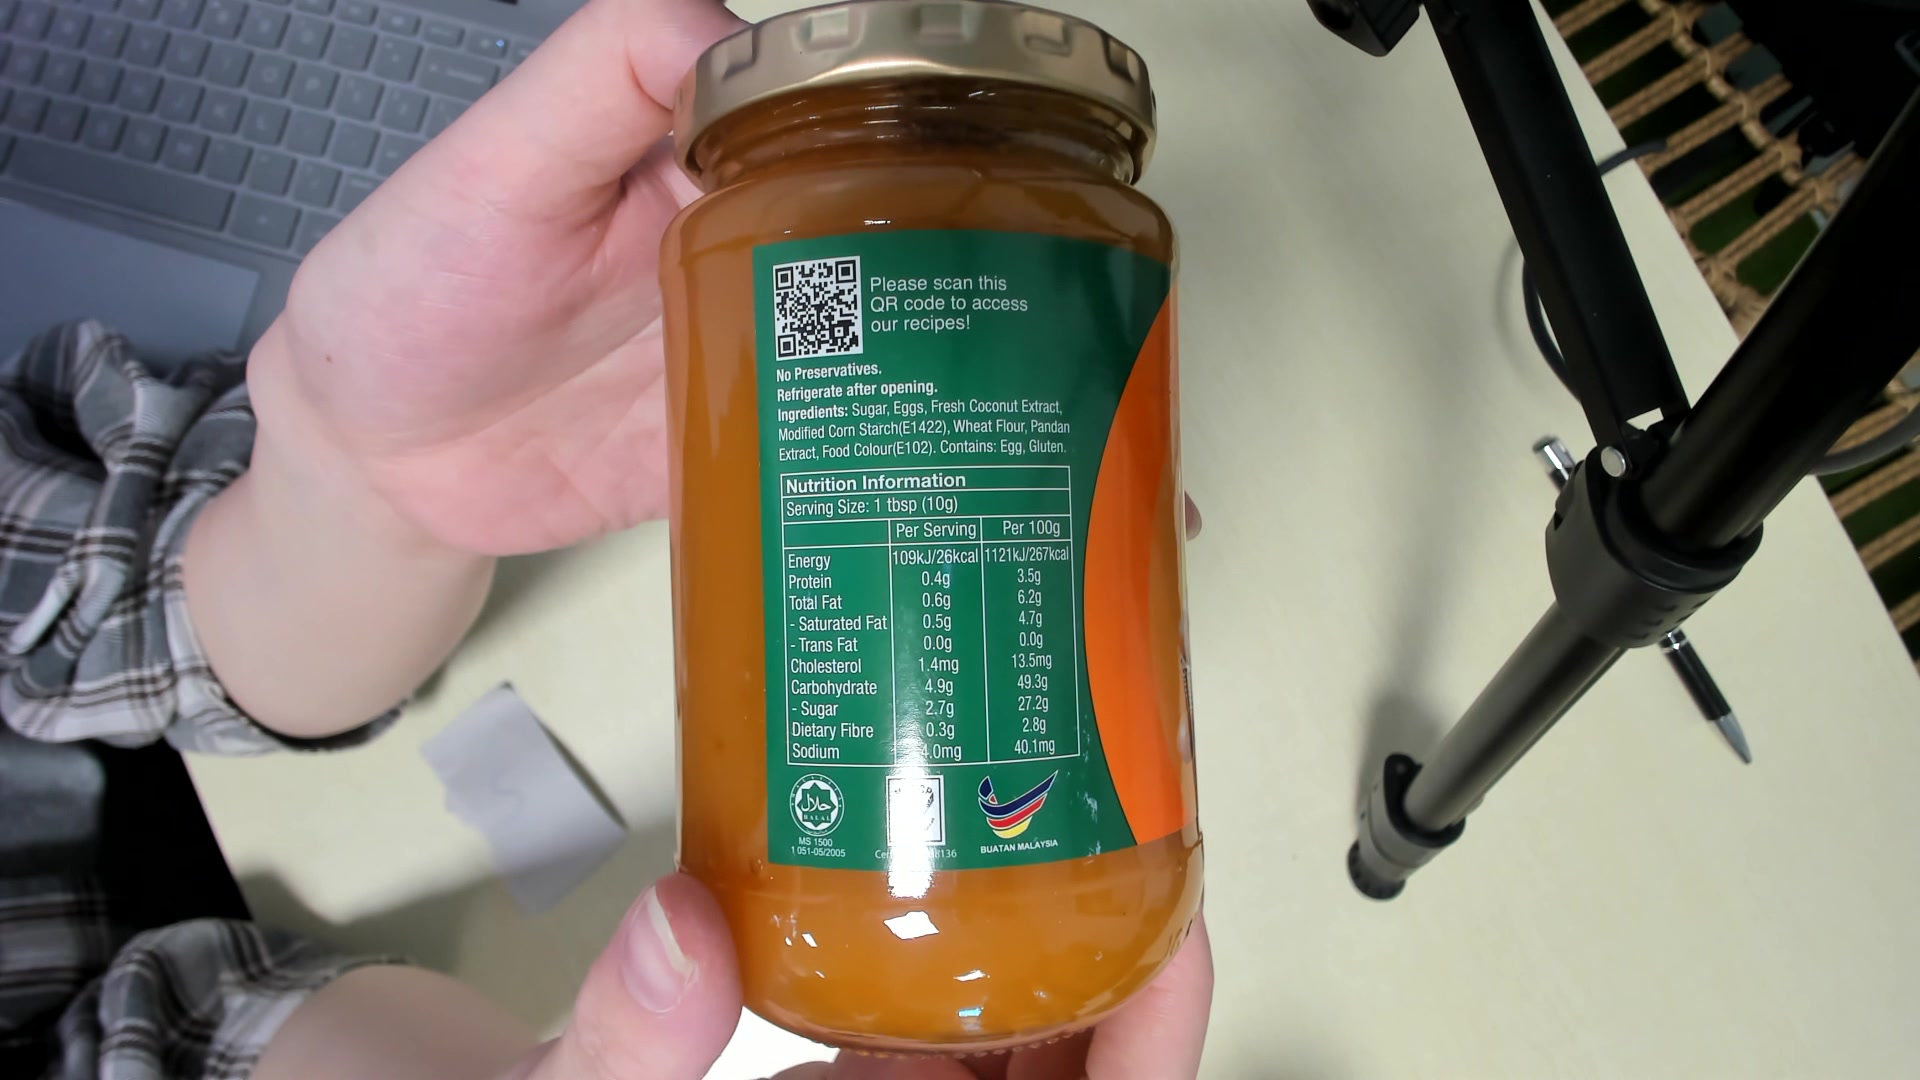 Please scan this
QR code to access
our recipes!
No Preservatives.
Refrigerate after opening.
Ingredients: Sugar, Eggs, Fresh Coconut Extract,
Modified Corn Starch(E1422), Wheat Flour, Pandan
Extract, Food Colour(E102). Contains: Egg, Gluten.
Nutrition Information
Serving Size: 1 tbsp (10g)
Per Serving Per 100g
Energy 109kJ/26kcal 1121kJ/267kcal
Protein 0.4g 3.5g
Total Fat 0.6g 6.2g
- Saturated Fat 0.5g 4.7g
- Trans Fat 0.0g 0.0g
Cholesterol 1.4mg 13.5mg
Carbohydrate 4.9g 49.3g
- Sugar 2.7g 27.2g
Dietary Fibre 0.3g 2.8g
Sodium 40.1mg
حلال
HALAL
MS 1500
1 051-05/2005
BUATAN MALAYSIA